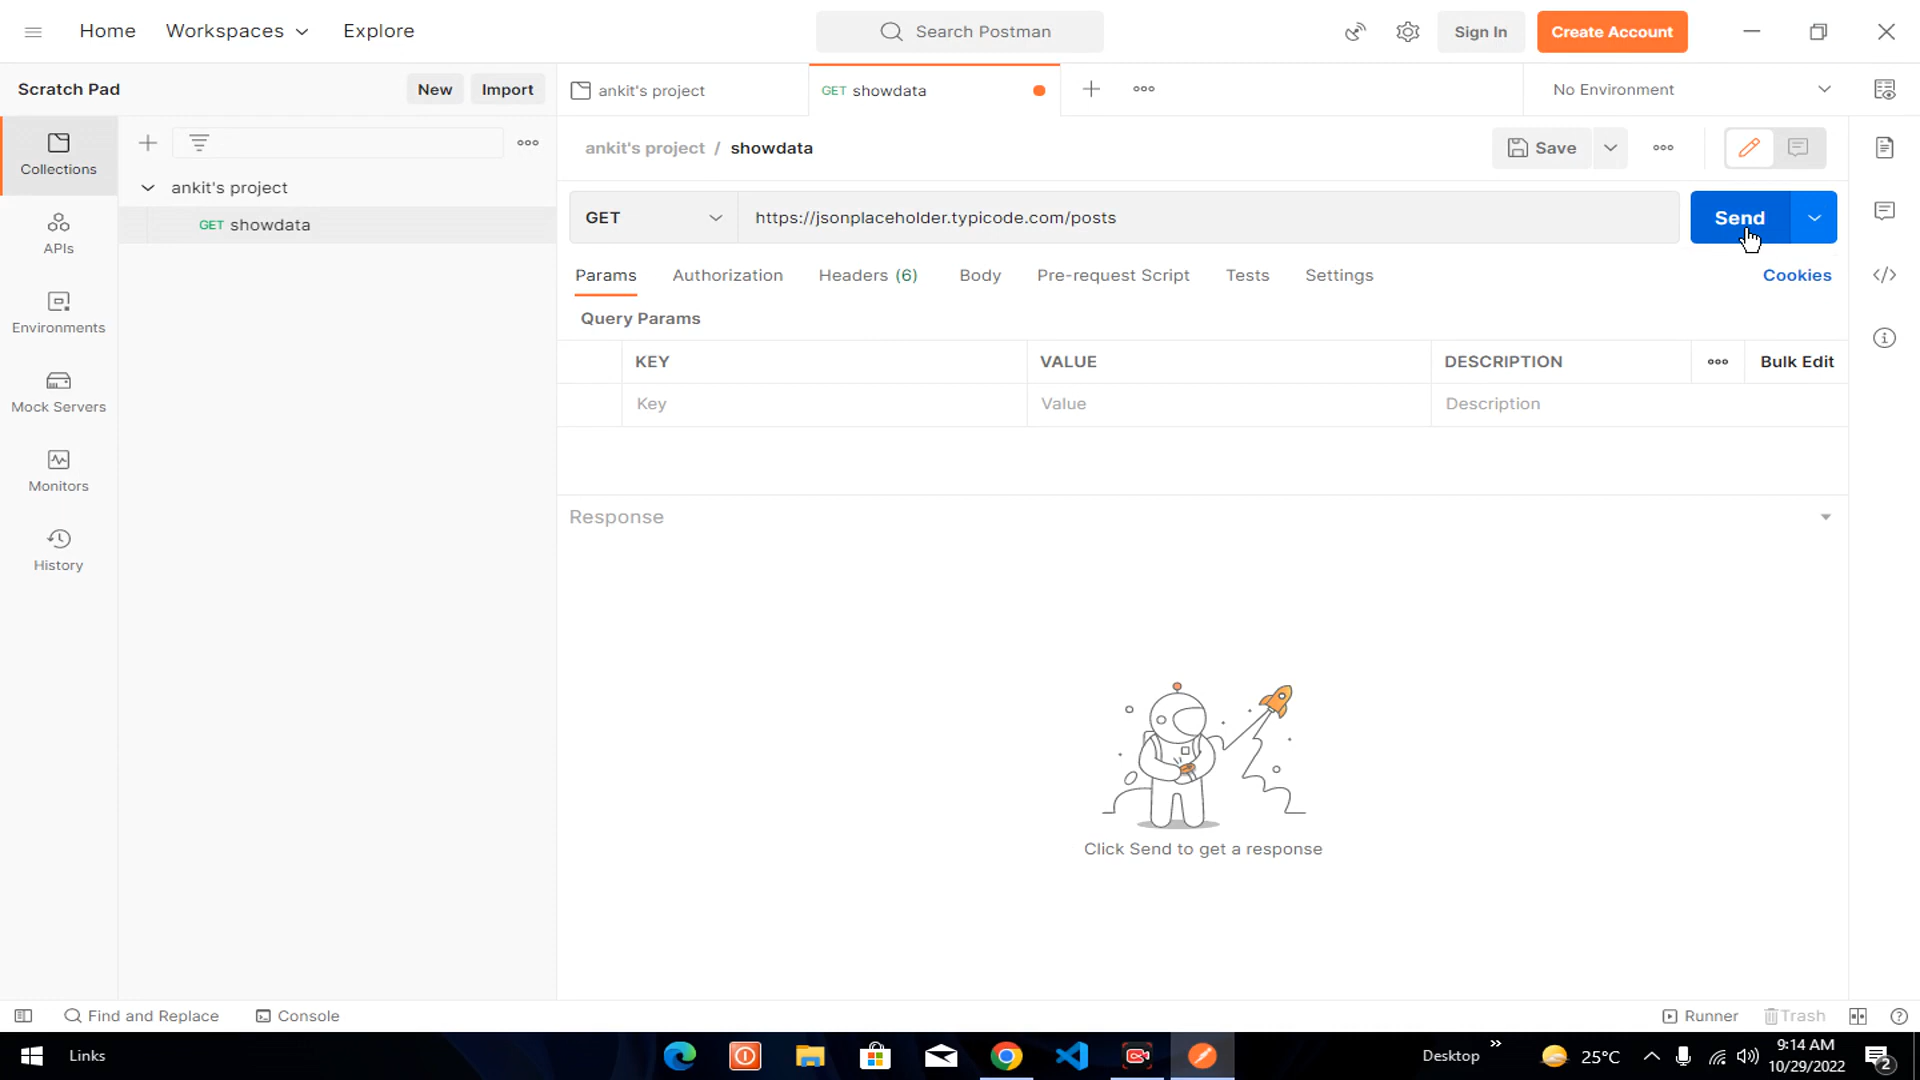 Home Workspaces Explore Search Postman Sign In Create Account
Scratch Pad New Import ankit's project GET showdata No Environment
Collections
APIs
Environments
Mock Servers
Monitors
History
ankit's project
GET showdata
ankit's project / showdata Save
GET https://jsonplaceholder.typicode.com/posts Send
Params Authorization Headers (6) Body Pre-request Script Tests Settings Cookies
Query Params
KEY VALUE DESCRIPTION Bulk Edit
Key Value Description
Response
Click Send to get a response
Find and Replace Console Runner Trash
Links Desktop 25°C 9:14 AM
10/29/2022 2